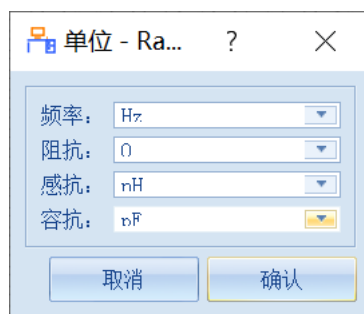 单位 - Ra... ?
频率： Hz
阻抗： Ω
感抗： nH
容抗： pF
取消 确认